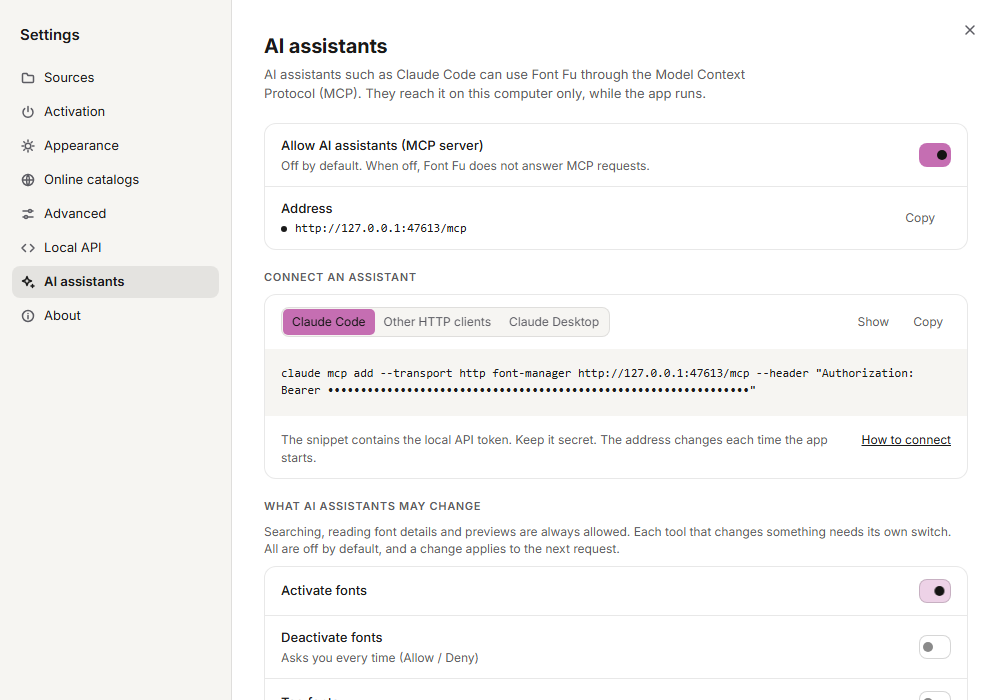 Settings
Sources
Activation
Appearance
Online catalogs
Advanced
Local API
AI assistants
About
AI assistants
AI assistants such as Claude Code can use Font Fu through the Model Context
Protocol (MCP). They reach it on this computer only, while the app runs.
Allow AI assistants (MCP server)
Off by default. When off, Font Fu does not answer MCP requests.
Address
http://127.0.0.1:47613/mcp
Copy
CONNECT AN ASSISTANT
Claude Code Other HTTP clients Claude Desktop Show Copy
claude mcp add --transport http font-manager http://127.0.0.1:47613/mcp --header "Authorization:
Bearer ••••••••••••••••••••••••••••••••••••••••••••••••••••••••••••••••"
The snippet contains the local API token. Keep it secret. The address changes each time the app
starts.
How to connect
WHAT AI ASSISTANTS MAY CHANGE
Searching, reading font details and previews are always allowed. Each tool that changes something needs its own switch.
All are off by default, and a change applies to the next request.
Activate fonts
Deactivate fonts
Asks you every time (Allow / Deny)